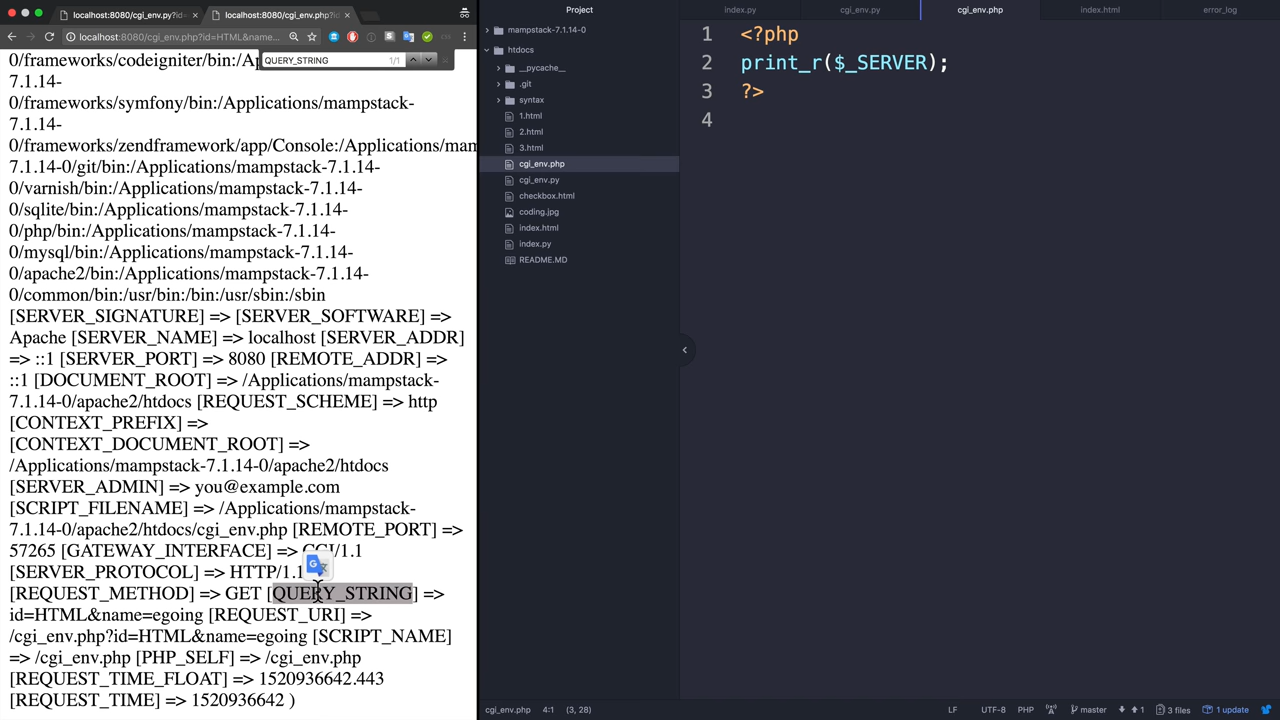 localhost:8080/cgi_env.py?id=
localhost:8080/cgi_env.php?id=
localhost:8080/cgi_env.php?id=HTML&name=...
QUERY_STRING
1/1
0/frameworks/codeigniter/bin:/Ap
7.1.14-
0/frameworks/symfony/bin:/Applications/mampstack-
7.1.14-
0/frameworks/zendframework/app/Console:/Applications/mam
7.1.14-0/git/bin:/Applications/mampstack-7.1.14-
0/varnish/bin:/Applications/mampstack-7.1.14-
0/sqlite/bin:/Applications/mampstack-7.1.14-
0/php/bin:/Applications/mampstack-7.1.14-
0/mysql/bin:/Applications/mampstack-7.1.14-
0/apache2/bin:/Applications/mampstack-7.1.14-
0/common/bin:/usr/bin:/bin:/usr/sbin:/sbin
[SERVER_SIGNATURE] => [SERVER_SOFTWARE] =>
Apache [SERVER_NAME] => localhost [SERVER_ADDR]
=> ::1 [SERVER_PORT] => 8080 [REMOTE_ADDR] =>
::1 [DOCUMENT_ROOT] => /Applications/mampstack-
7.1.14-0/apache2/htdocs [REQUEST_SCHEME] => http
[CONTEXT_PREFIX] =>
[CONTEXT_DOCUMENT_ROOT] =>
/Applications/mampstack-7.1.14-0/apache2/htdocs
[SERVER_ADMIN] => you@example.com
[SCRIPT_FILENAME] => /Applications/mampstack-
7.1.14-0/apache2/htdocs/cgi_env.php [REMOTE_PORT] =>
57265 [GATEWAY_INTERFACE] => CGI/1.1
[SERVER_PROTOCOL] => HTTP/1.1
[REQUEST_METHOD] => GET [QUERY_STRING] =>
id=HTML&name=egoing [REQUEST_URI] =>
/cgi_env.php?id=HTML&name=egoing [SCRIPT_NAME]
=> /cgi_env.php [PHP_SELF] => /cgi_env.php
[REQUEST_TIME_FLOAT] => 1520936642.443
[REQUEST_TIME] => 1520936642 )
Project
mampstack-7.1.14-0
htdocs
__pycache__
.git
syntax
1.html
2.html
3.html
cgi_env.php
cgi_env.py
checkbox.html
coding.jpg
index.html
index.py
README.MD
index.py
cgi_env.py
cgi_env.php
index.html
error_log
1 <?php
2 print_r($_SERVER);
3 ?>
4
cgi_env.php 4:1 (3, 28)
LF UTF-8 PHP master 1 3 files 1 update